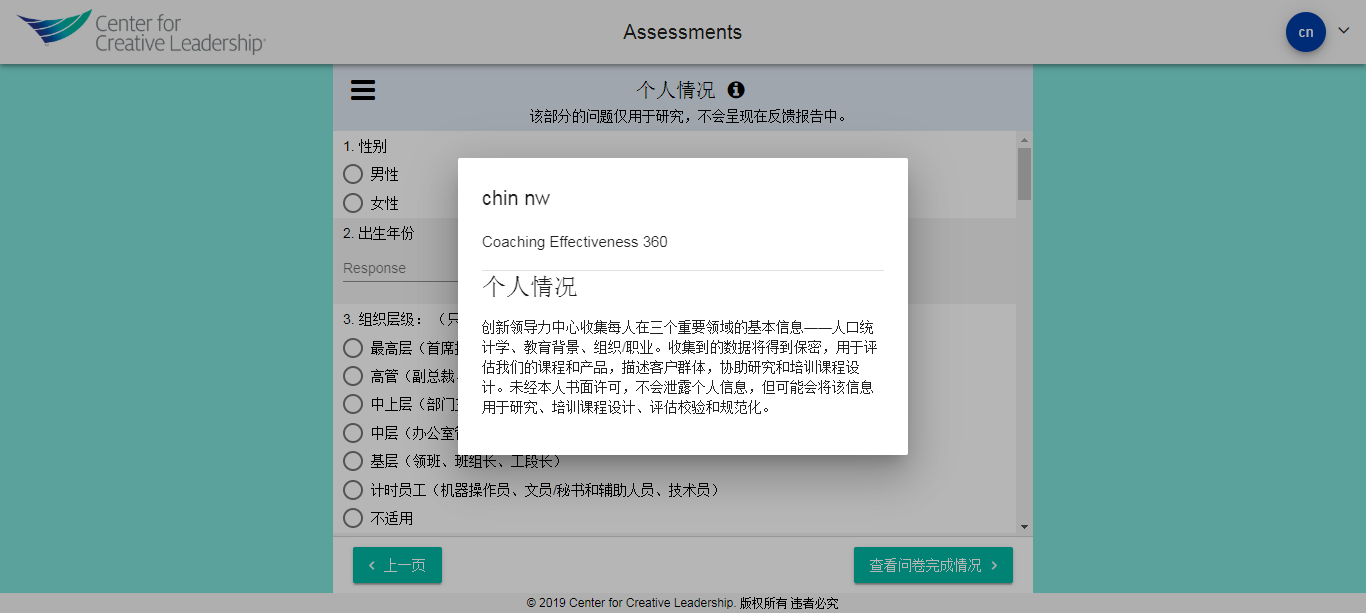 Center for
Creative Leadership
Assessments
cn
个人情况
该部分的问题仅用于研究，不会呈现在反馈报告中。
1. 性别
男性
女性
2. 出生年份
Response
3. 组织层级：（只
最高层（首席
高管（副总裁
中上层（部门
中层（办公室
基层（领班、班组长、工段长）
计时员工（机器操作员、文员/秘书和辅助人员、技术员）
不适用
chin nw
Coaching Effectiveness 360
个人情况
创新领导力中心收集每人在三个重要领域的基本信息——人口统
计学、教育背景、组织/职业。收集到的数据将得到保密，用于评
估我们的课程和产品，描述客户群体，协助研究和培训课程设
计。未经本人书面许可，不会泄露个人信息，但可能会将该信息
用于研究、培训课程设计、评估校验和规范化。
上一页
查看问卷完成情况
© 2019 Center for Creative Leadership. 版权所有 违者必究